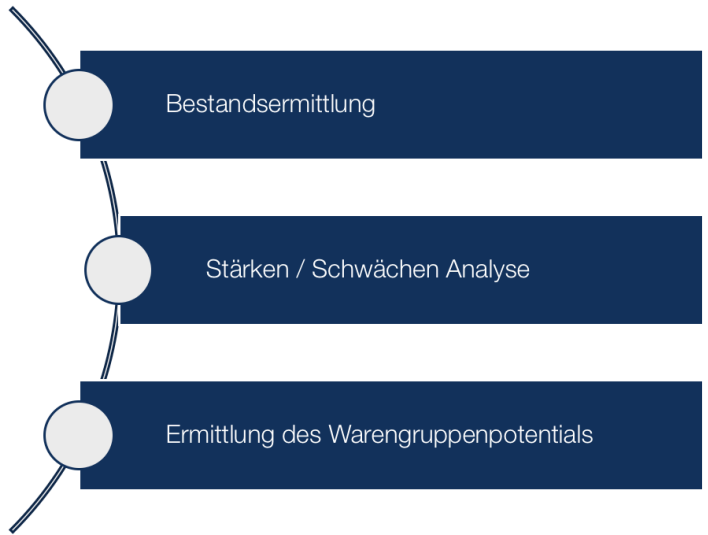 Bestandsermittlung
Stärken / Schwächen Analyse
Ermittlung des Warengruppenpotentials